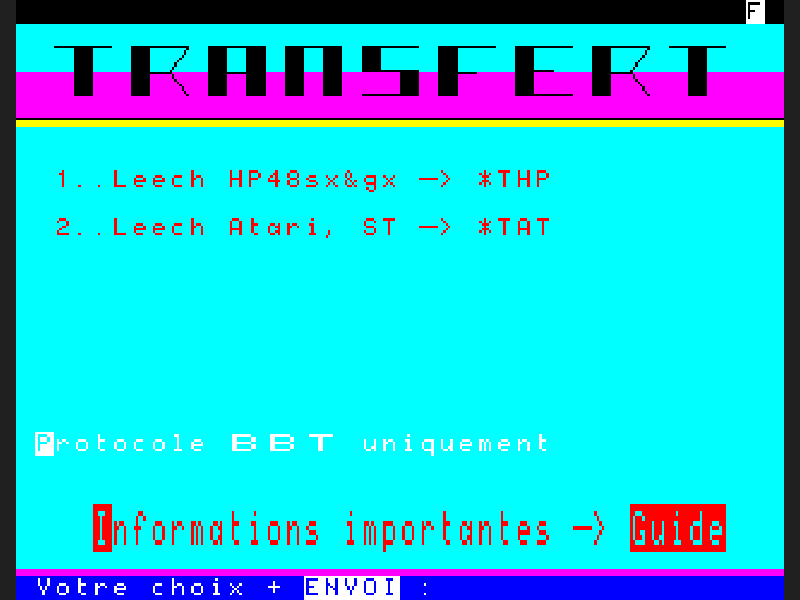 F
TRANSFERT
1..Leech HP48sx&gx —> *THP
2..Leech Atari, ST —> *TAT
Protocole BBT uniquement
Informations importantes —> Guide
Votre choix + ENVOI :